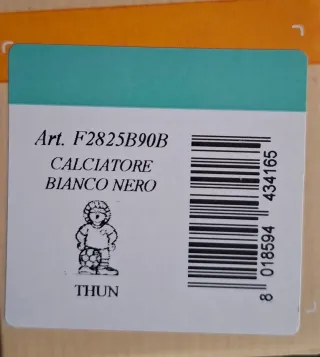 Art. F2825B90B
CALCIATORE
BIANCO NERO
THUN
8 018594 434165